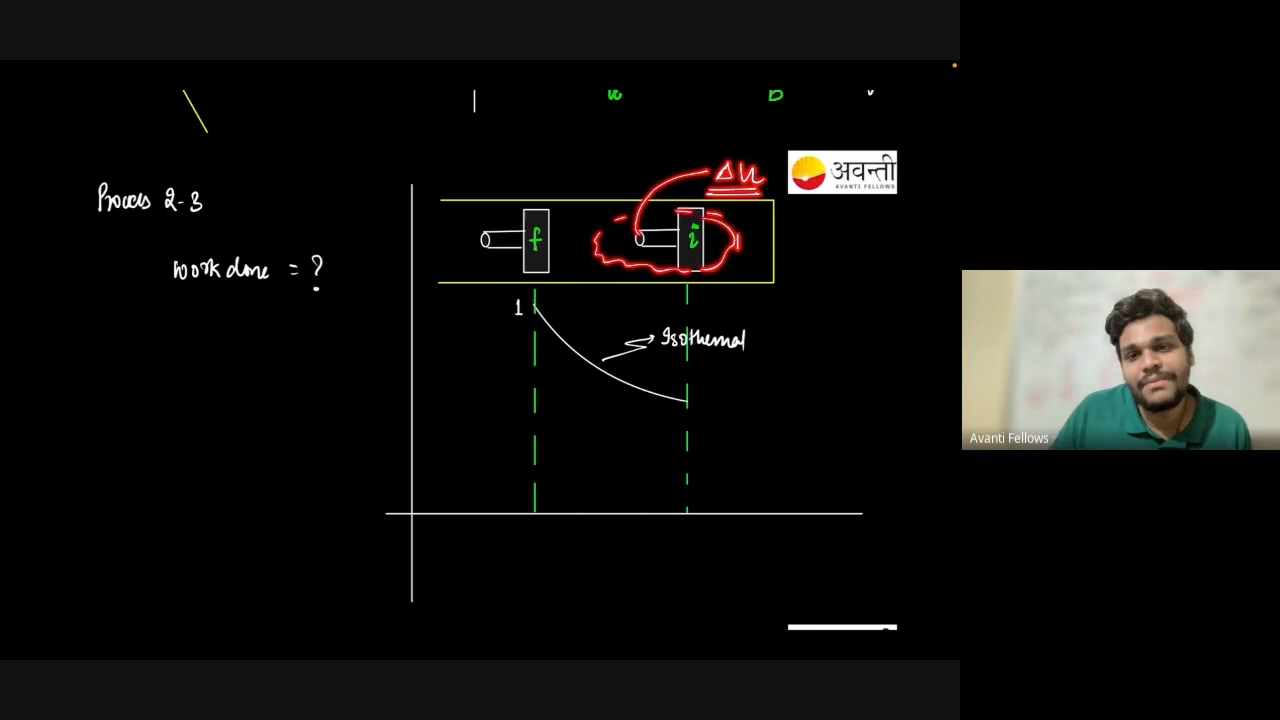 ΔU
अवन्ती
AVANTI FELLOWS
Process 2-3
f
i
work done = ?
1
Isothermal
Avanti Fellows